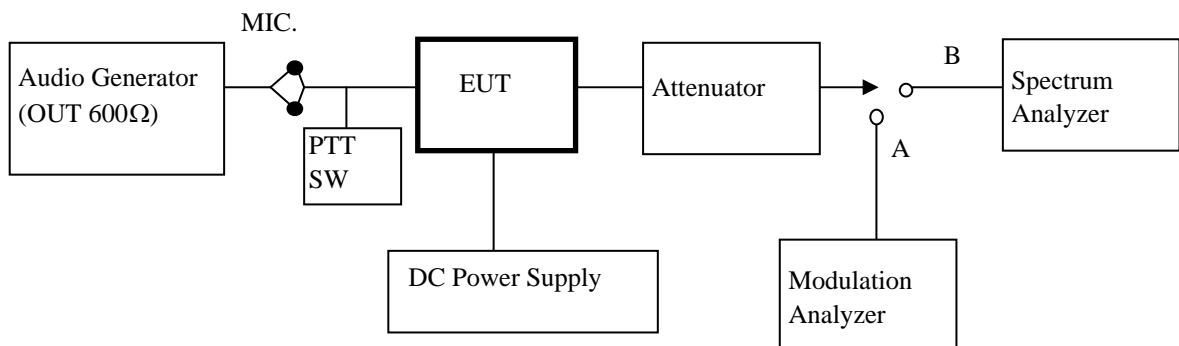 MIC.
Audio Generator
(OUT 600Ω)
EUT
Attenuator
B
Spectrum
Analyzer
PTT
SW
A
DC Power Supply
Modulation
Analyzer